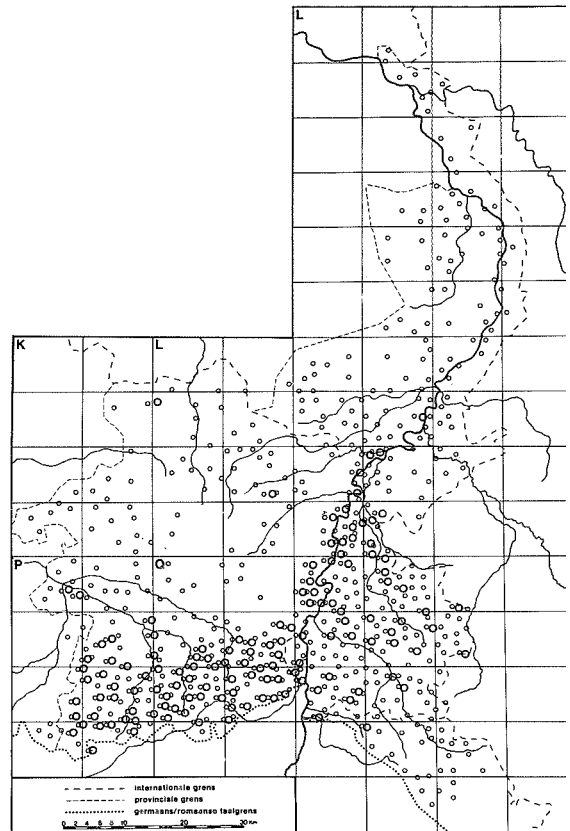 L
K L
P Q
internationale grens
provinciale grens
germaans/romaanse taalgrens
0 2 4 6 8 10 20 30 Km